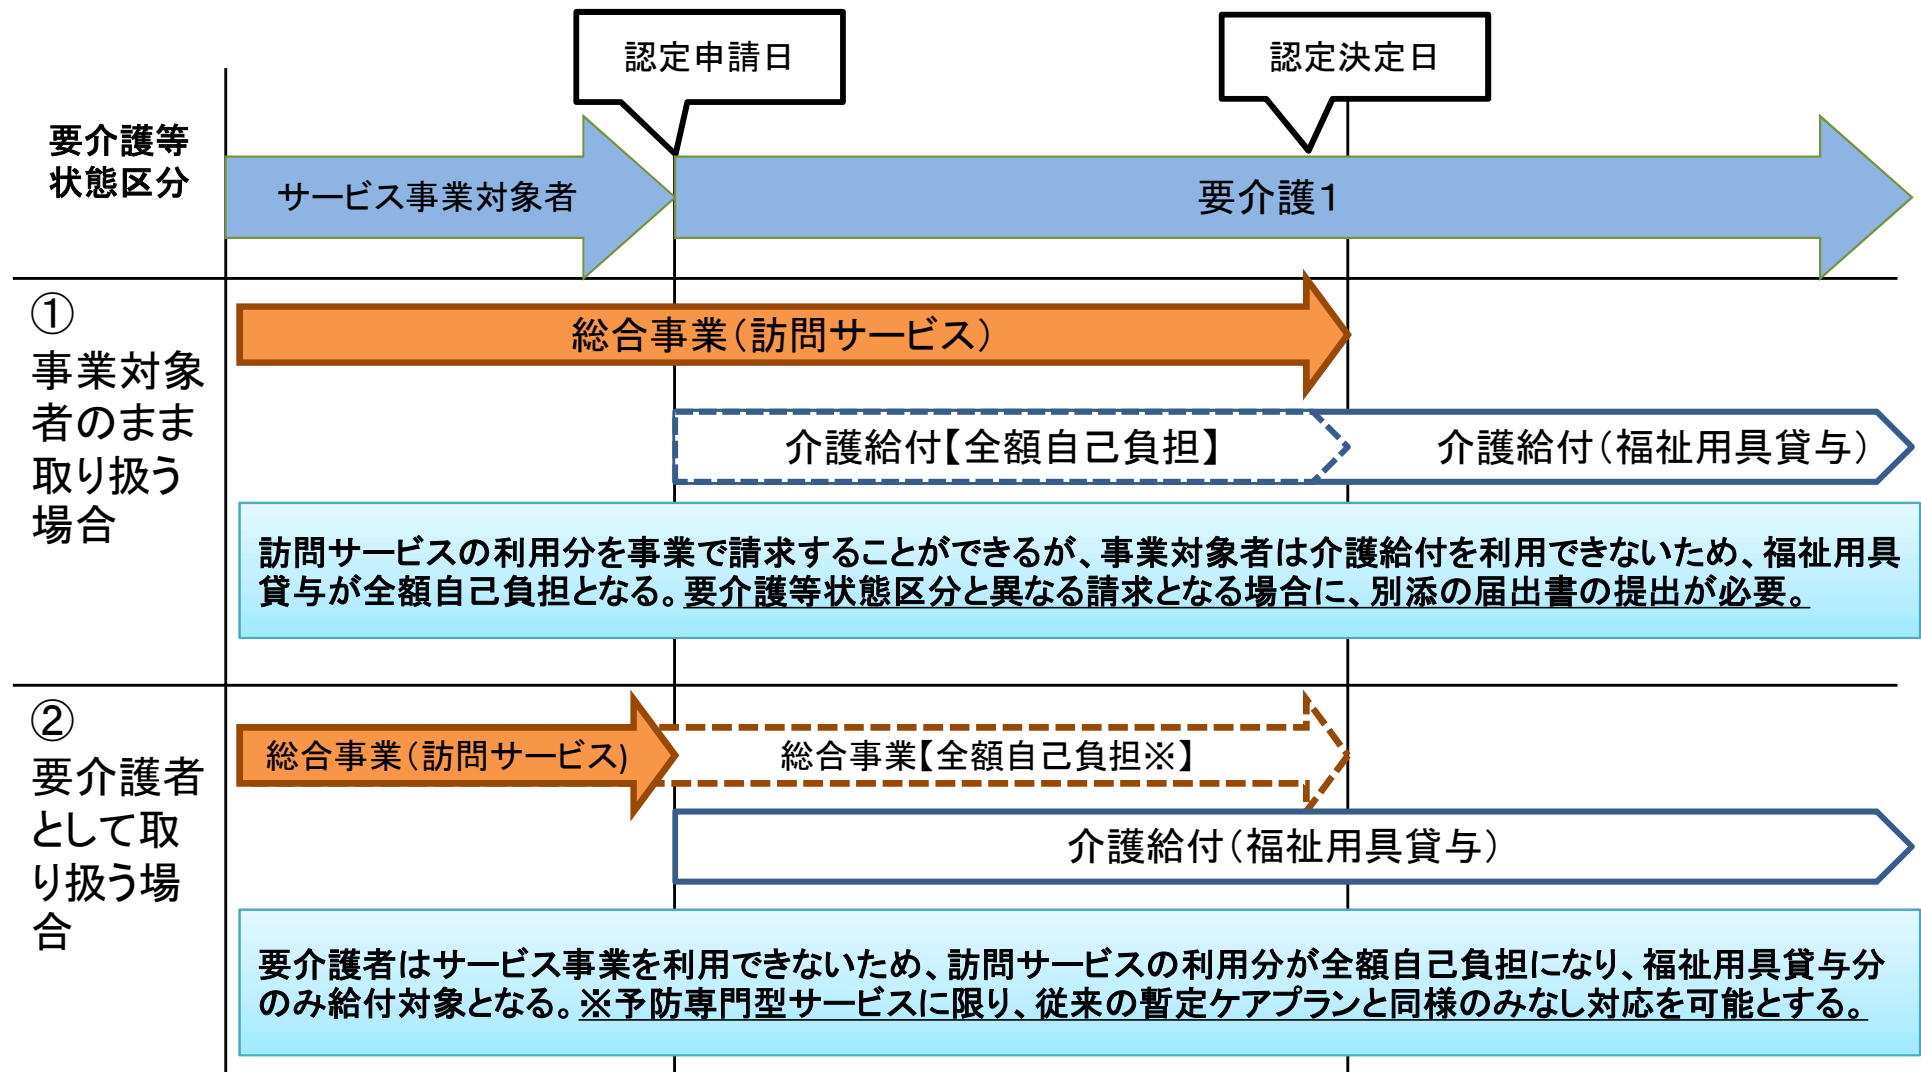 認定申請日
認定決定日
要介護等
状態区分
サービス事業対象者
要介護１
①
事業対象
者のまま
取り扱う
場合
総合事業（訪問サービス）
介護給付【全額自己負担】
介護給付（福祉用具貸与）
訪問サービスの利用分を事業で請求することができるが、事業対象者は介護給付を利用できないため、福祉用具
貸与が全額自己負担となる。要介護等状態区分と異なる請求となる場合に、別添の届出書の提出が必要。
②
要介護者
として取
り扱う場
合
総合事業（訪問サービス)
総合事業【全額自己負担※】
介護給付（福祉用具貸与）
要介護者はサービス事業を利用できないため、訪問サービスの利用分が全額自己負担になり、福祉用具貸与分
のみ給付対象となる。※予防専門型サービスに限り、従来の暫定ケアプランと同様のみなし対応を可能とする。